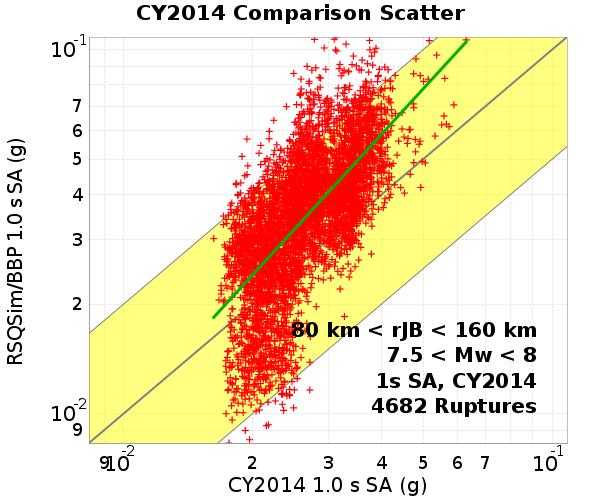 CY2014 Comparison Scatter
RSQSim/BBP 1.0 s SA (g)
10-1
7
6
5
4
3
2
10-2
9
80 km < rJB < 160 km
7.5 < Mw < 8
1s SA, CY2014
4682 Ruptures
9 10-2 2 3 4 5 6 7 10-1
CY2014 1.0 s SA (g)